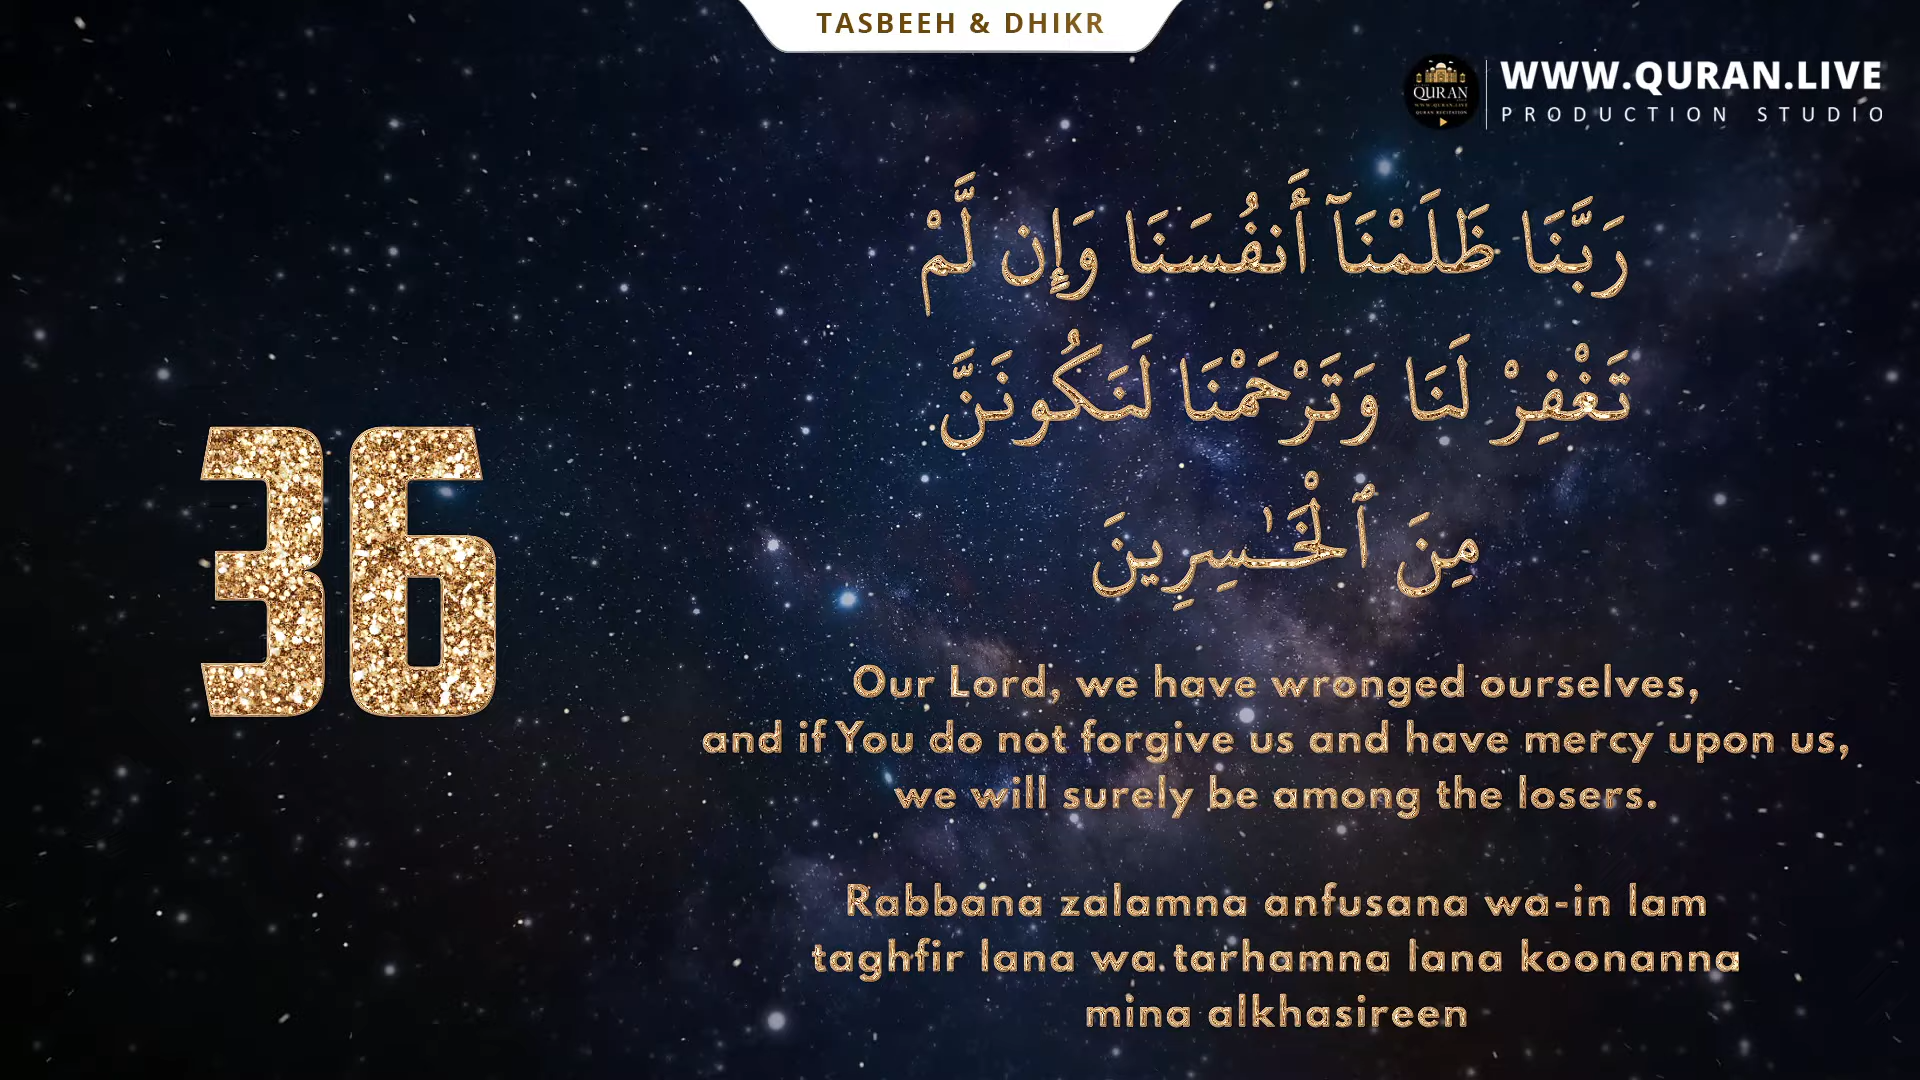 TASBEEH & DHIKR
WWW.QURAN.LIVE
PRODUCTION STUDIO
QURAN
رَبَّنَا ظَلَمْنَآ أَنفُسَنَا وَإِن لَّمْ
تَغْفِرْ لَنَا وَتَرْحَمْنَا لَنَكُونَنَّ
مِنَ ٱلْخَـٰسِرِينَ
36
Our Lord, we have wronged ourselves,
and if You do not forgive us and have mercy upon us,
we will surely be among the losers.
Rabbana zalamna anfusana wa-in lam
taghfir lana wa tarhamna lana koonanna
mina alkhasireen